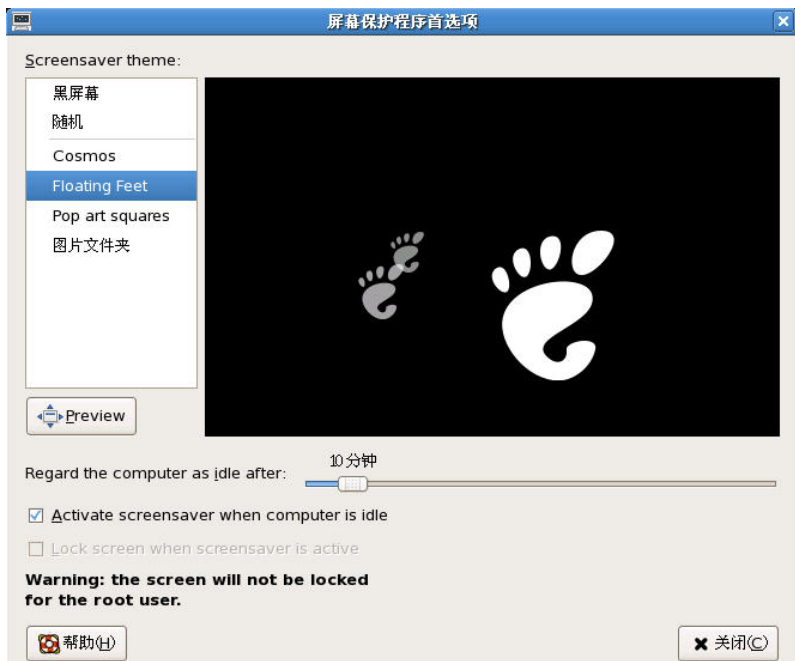 屏幕保护程序首选项
Screensaver theme:
黑屏幕
随机
Cosmos
Floating Feet
Pop art squares
图片文件夹
Preview
10分钟
Regard the computer as idle after:
Activate screensaver when computer is idle
Lock screen when screensaver is active
Warning: the screen will not be locked
for the root user.
帮助(H)
关闭(C)